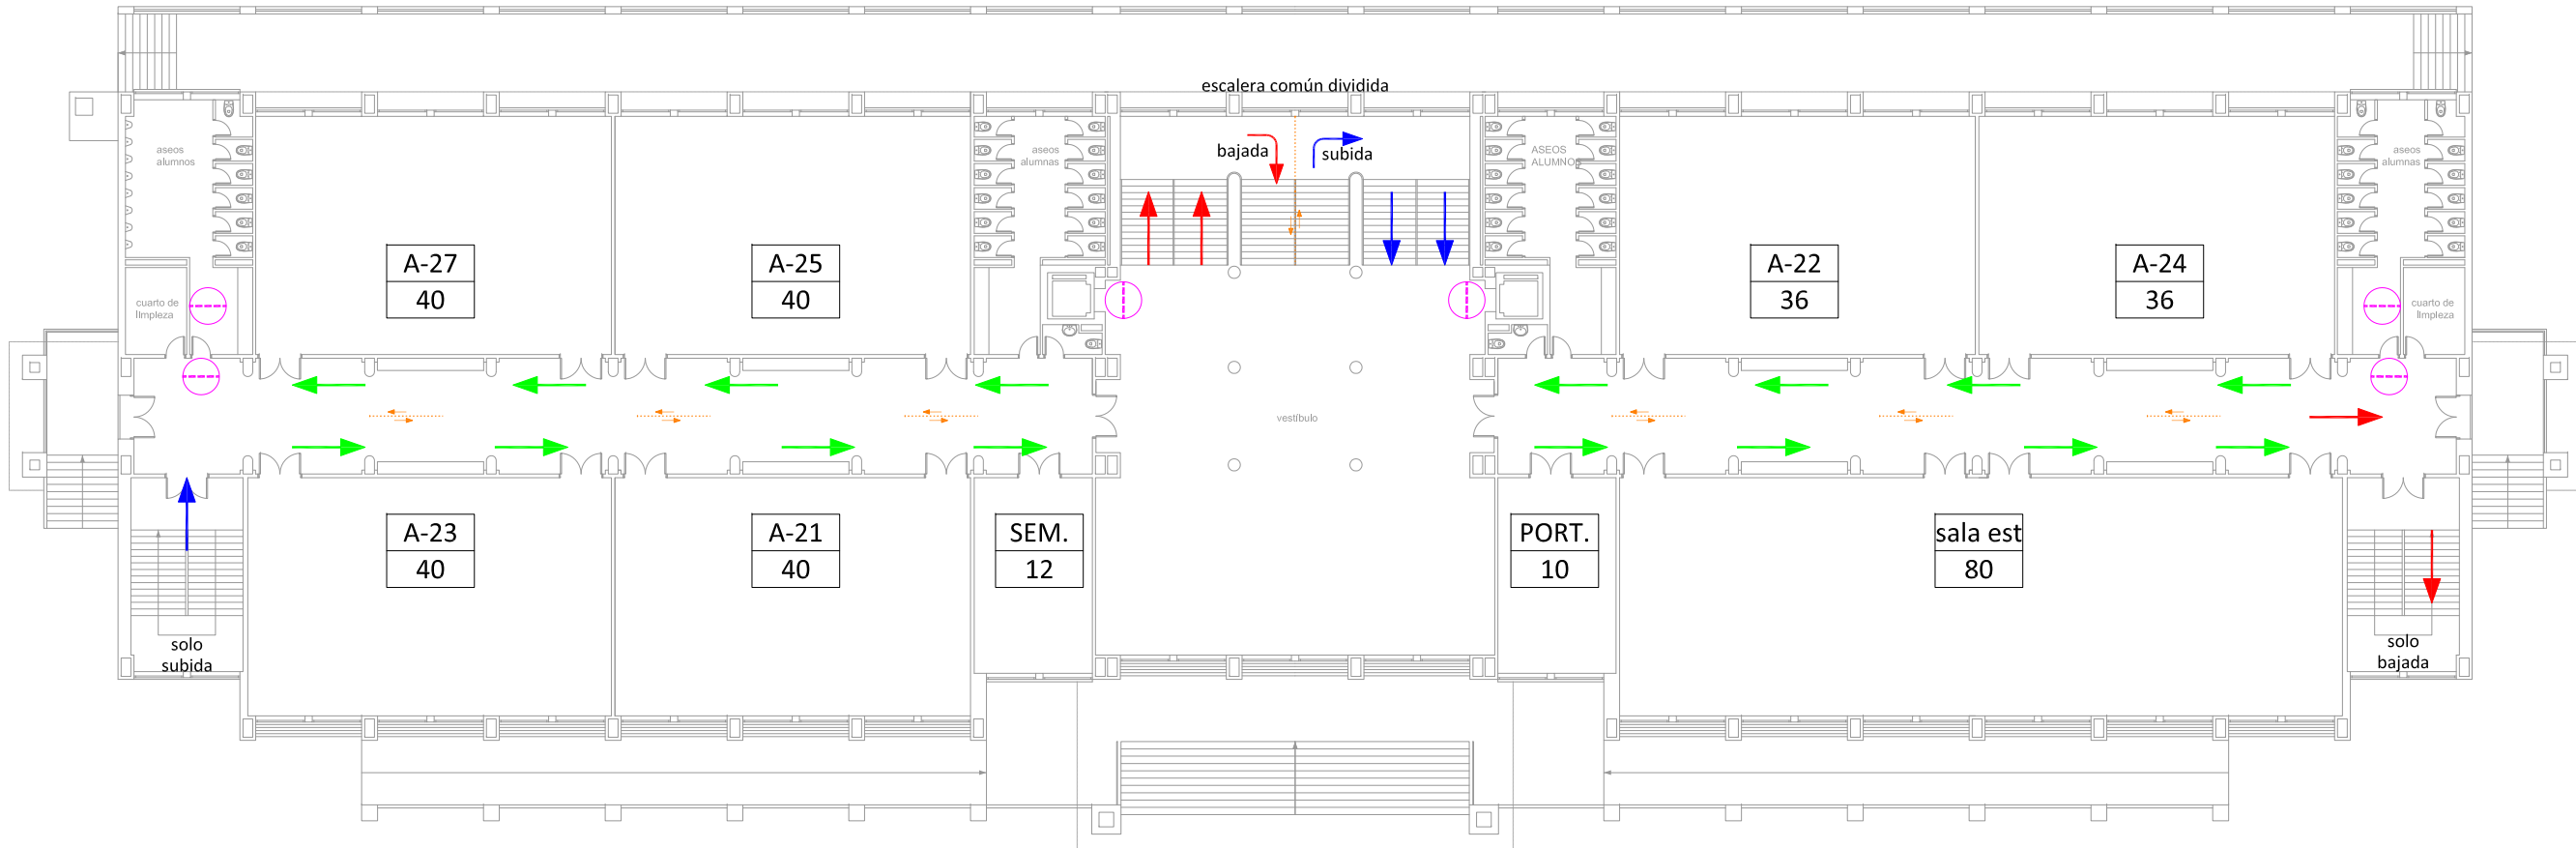 escalera común dividida
bajada
subida
aseos
alumnos
aseos
alumnas
ASEOS
ALUMNOS
aseos
alumnas
A-27
40
A-25
40
A-22
36
A-24
36
cuarto de
limpleza
cuarto de
limpleza
vestíbulo
A-23
40
A-21
40
SEM.
12
PORT.
10
sala est
80
solo
subida
solo
bajada